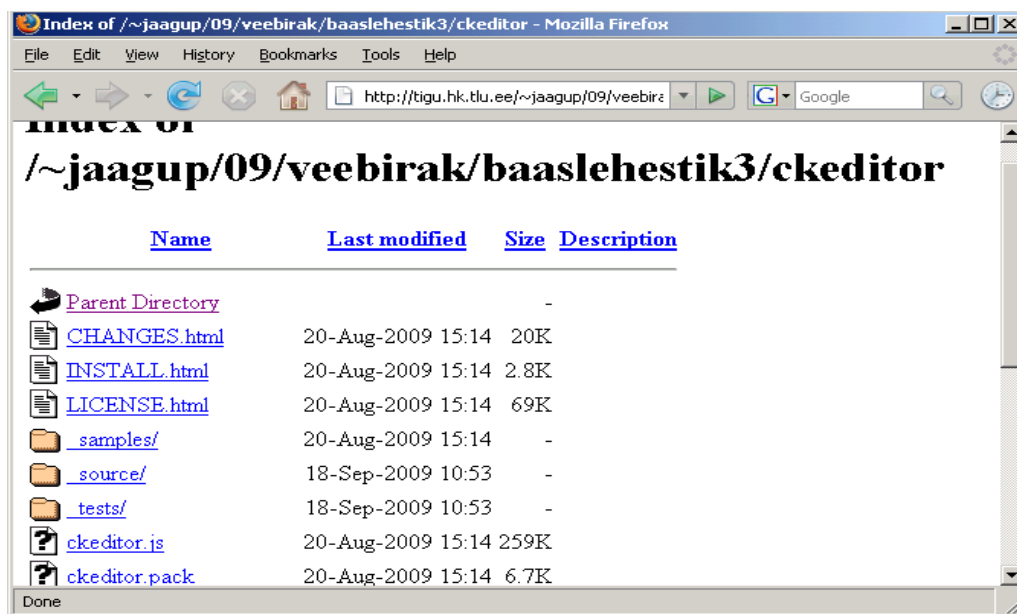 Index of /~jaagup/09/veebirak/baaslehestik3/ckeditor - Mozilla Firefox
File Edit View History Bookmarks Tools Help
http://tigu.hk.tlu.ee/~jaagup/09/veebira G Google
Index of
/~jaagup/09/veebirak/baaslehestik3/ckeditor
Name Last modified Size Description
Parent Directory -
CHANGES.html 20-Aug-2009 15:14 20K
INSTALL.html 20-Aug-2009 15:14 2.8K
LICENSE.html 20-Aug-2009 15:14 69K
_samples/ 20-Aug-2009 15:14 -
_source/ 18-Sep-2009 10:53 -
_tests/ 18-Sep-2009 10:53 -
ckeditor.js 20-Aug-2009 15:14 259K
ckeditor.pack 20-Aug-2009 15:14 6.7K
Done